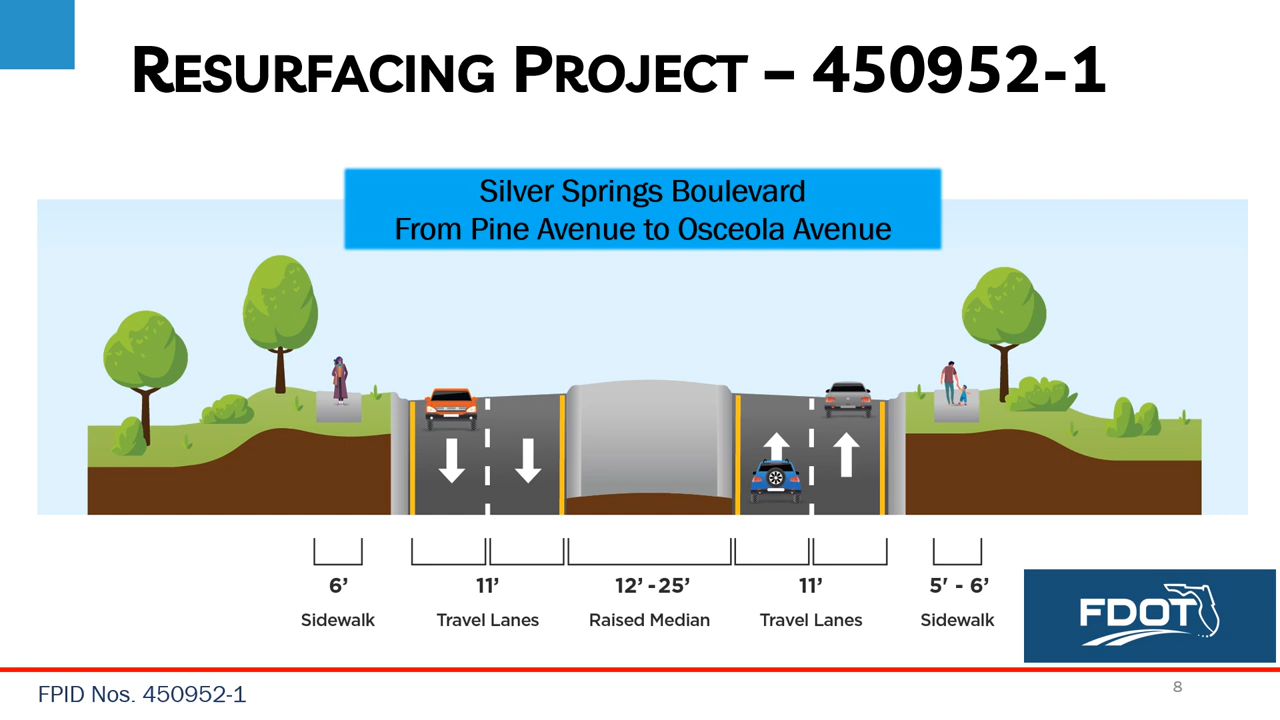 RESURFACING PROJECT – 450952-1
Silver Springs Boulevard
From Pine Avenue to Osceola Avenue
6’ 11’ 12’ - 25’ 11’ 5' - 6’
Sidewalk Travel Lanes Raised Median Travel Lanes Sidewalk
FDOT
FPID Nos. 450952-1
8